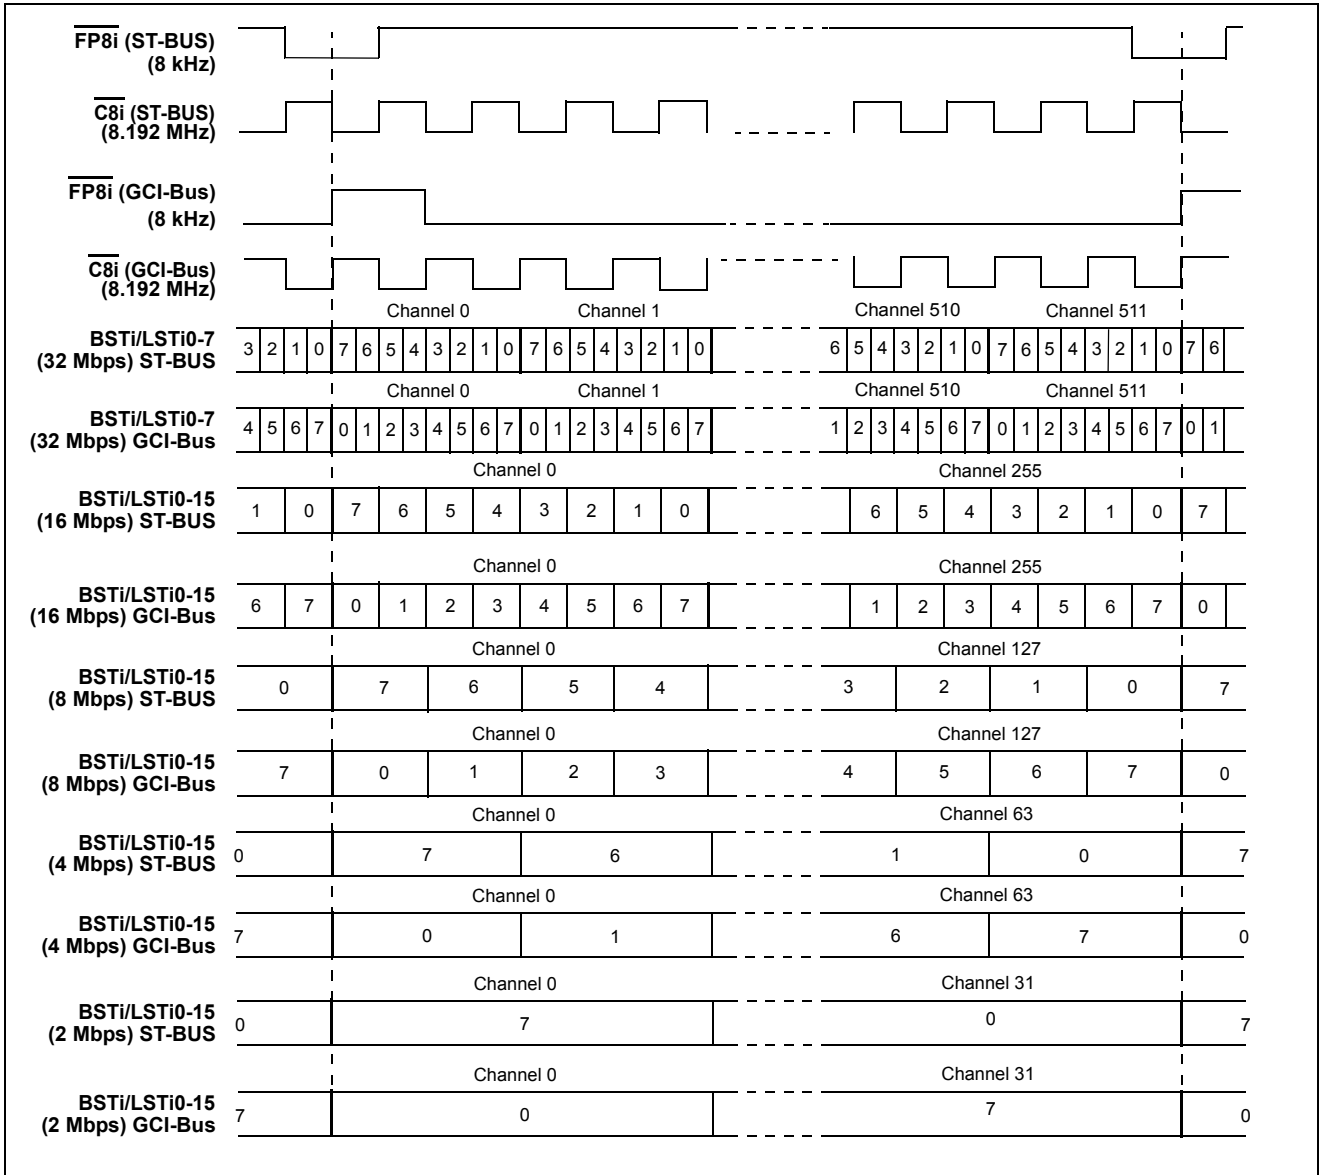 FP8i (ST-BUS)
(8 kHz)
C8i (ST-BUS)
(8.192 MHz)
FP8i (GCI-Bus)
(8 kHz)
C8i (GCI-Bus)
(8.192 MHz)
Channel 0 Channel 1 Channel 510 Channel 511
BSTi/LSTi0-7
(32 Mbps) ST-BUS
3 2 1 0 7 6 5 4 3 2 1 0 7 6 5 4 3 2 1 0 6 5 4 3 2 1 0 7 6 5 4 3 2 1 0 7 6
Channel 0 Channel 1 Channel 510 Channel 511
BSTi/LSTi0-7
(32 Mbps) GCI-Bus
4 5 6 7 0 1 2 3 4 5 6 7 0 1 2 3 4 5 6 7 1 2 3 4 5 6 7 0 1 2 3 4 5 6 7 0 1
Channel 0 Channel 255
BSTi/LSTi0-15
(16 Mbps) ST-BUS
1 0 7 6 5 4 3 2 1 0 6 5 4 3 2 1 0 7
Channel 0 Channel 255
BSTi/LSTi0-15
(16 Mbps) GCI-Bus
6 7 0 1 2 3 4 5 6 7 1 2 3 4 5 6 7 0
Channel 0 Channel 127
BSTi/LSTi0-15
(8 Mbps) ST-BUS
0 7 6 5 4 3 2 1 0 7
Channel 0 Channel 127
BSTi/LSTi0-15
(8 Mbps) GCI-Bus
7 0 1 2 3 4 5 6 7 0
Channel 0 Channel 63
BSTi/LSTi0-15
(4 Mbps) ST-BUS
0 7 6 1 0 7
Channel 0 Channel 63
BSTi/LSTi0-15
(4 Mbps) GCI-Bus
7 0 1 6 7 0
Channel 0 Channel 31
BSTi/LSTi0-15
(2 Mbps) ST-BUS
0 7 0 7
Channel 0 Channel 31
BSTi/LSTi0-15
(2 Mbps) GCI-Bus
7 0 7 0